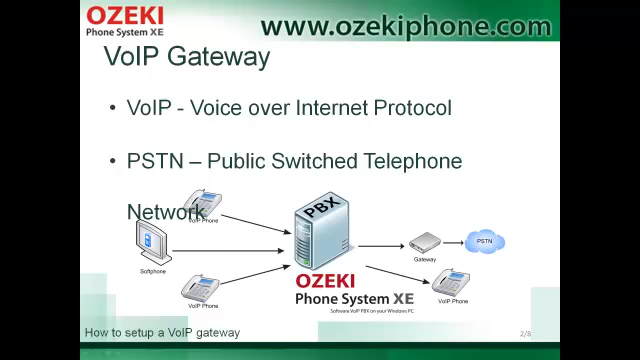 OZEKI
Phone System XE
www.ozekiphone.com
VoIP Gateway
• VoIP - Voice over Internet Protocol
• PSTN – Public Switched Telephone
Network
VoIP Phone
PBX
Softphone
Gateway
PSTN
VoIP Phone
VoIP Phone
OZEKI
Phone System XE
Software VoIP PBX on your Windows PC
How to setup a VoIP gateway
2/8